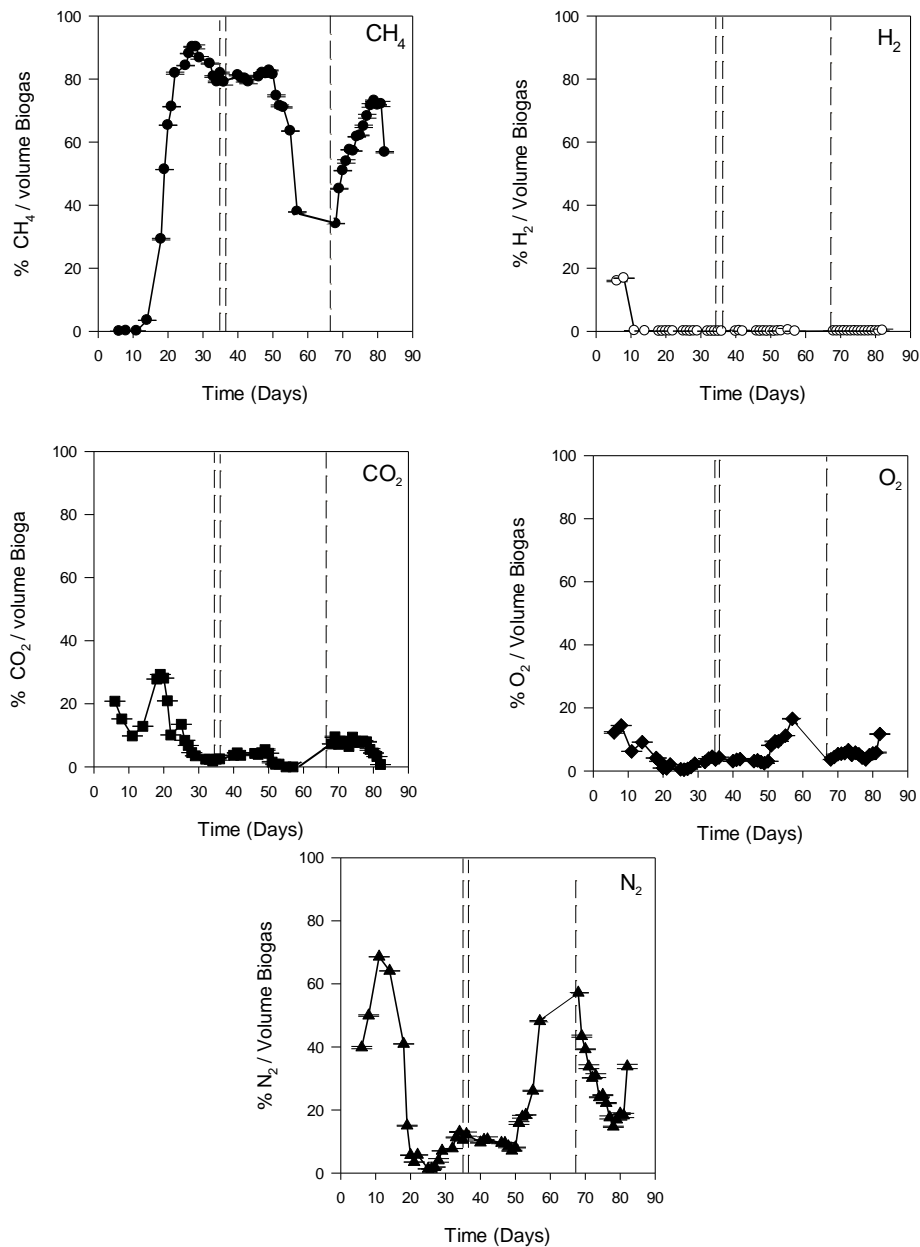 CH4
% CH4 / volume Biogas
100
80
60
40
20
0
0 10 20 30 40 50 60 70 80 90
Time (Days)
H2
% H2 / Volume Biogas
100
80
60
40
20
0
0 10 20 30 40 50 60 70 80 90
Time (Days)
CO2
% CO2 / volume Bioga
100
80
60
40
20
0
0 10 20 30 40 50 60 70 80 90
Time (Days)
O2
% O2 / Volume Biogas
100
80
60
40
20
0
0 10 20 30 40 50 60 70 80 90
Time (Days)
N2
% N2 / Volume Biogas
100
80
60
40
20
0
0 10 20 30 40 50 60 70 80 90
Time (Days)